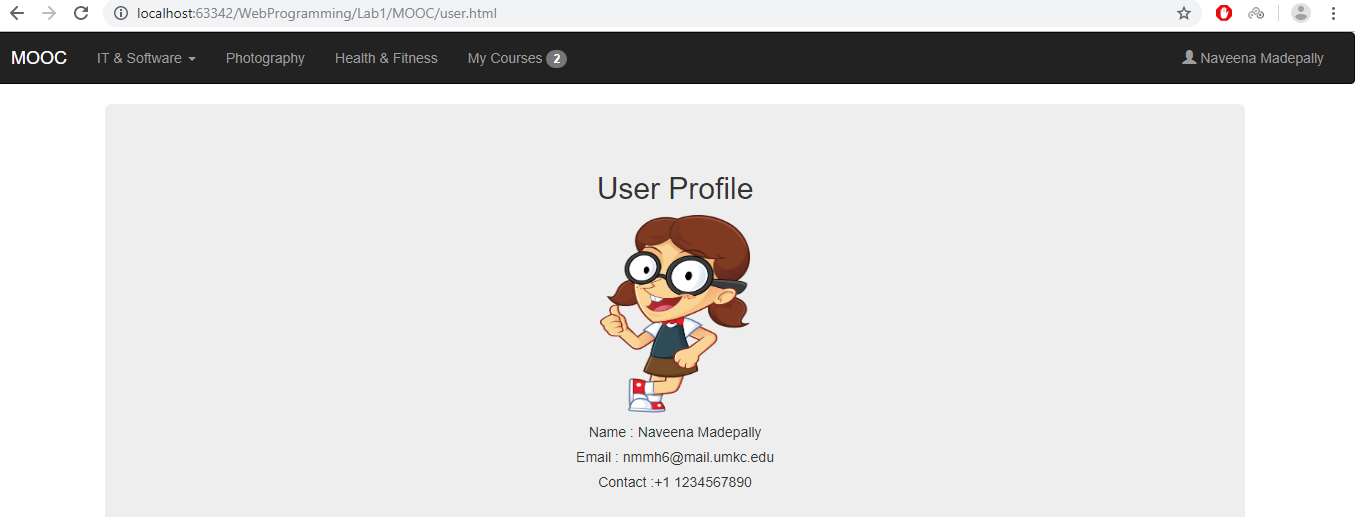 localhost:63342/WebProgramming/Lab1/MOOC/user.html
MOOC IT & Software Photography Health & Fitness My Courses 2 Naveena Madepally
User Profile
Name : Naveena Madepally
Email : nmmh6@mail.umkc.edu
Contact :+1 1234567890